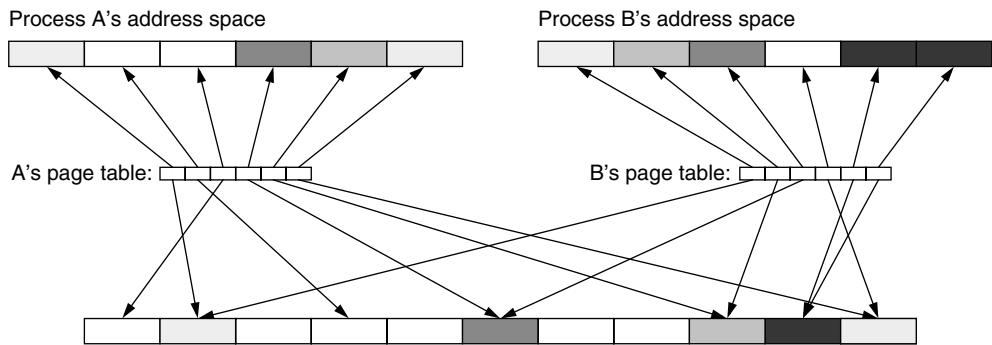 Process A's address space
Process B's address space
A's page table:
B's page table: